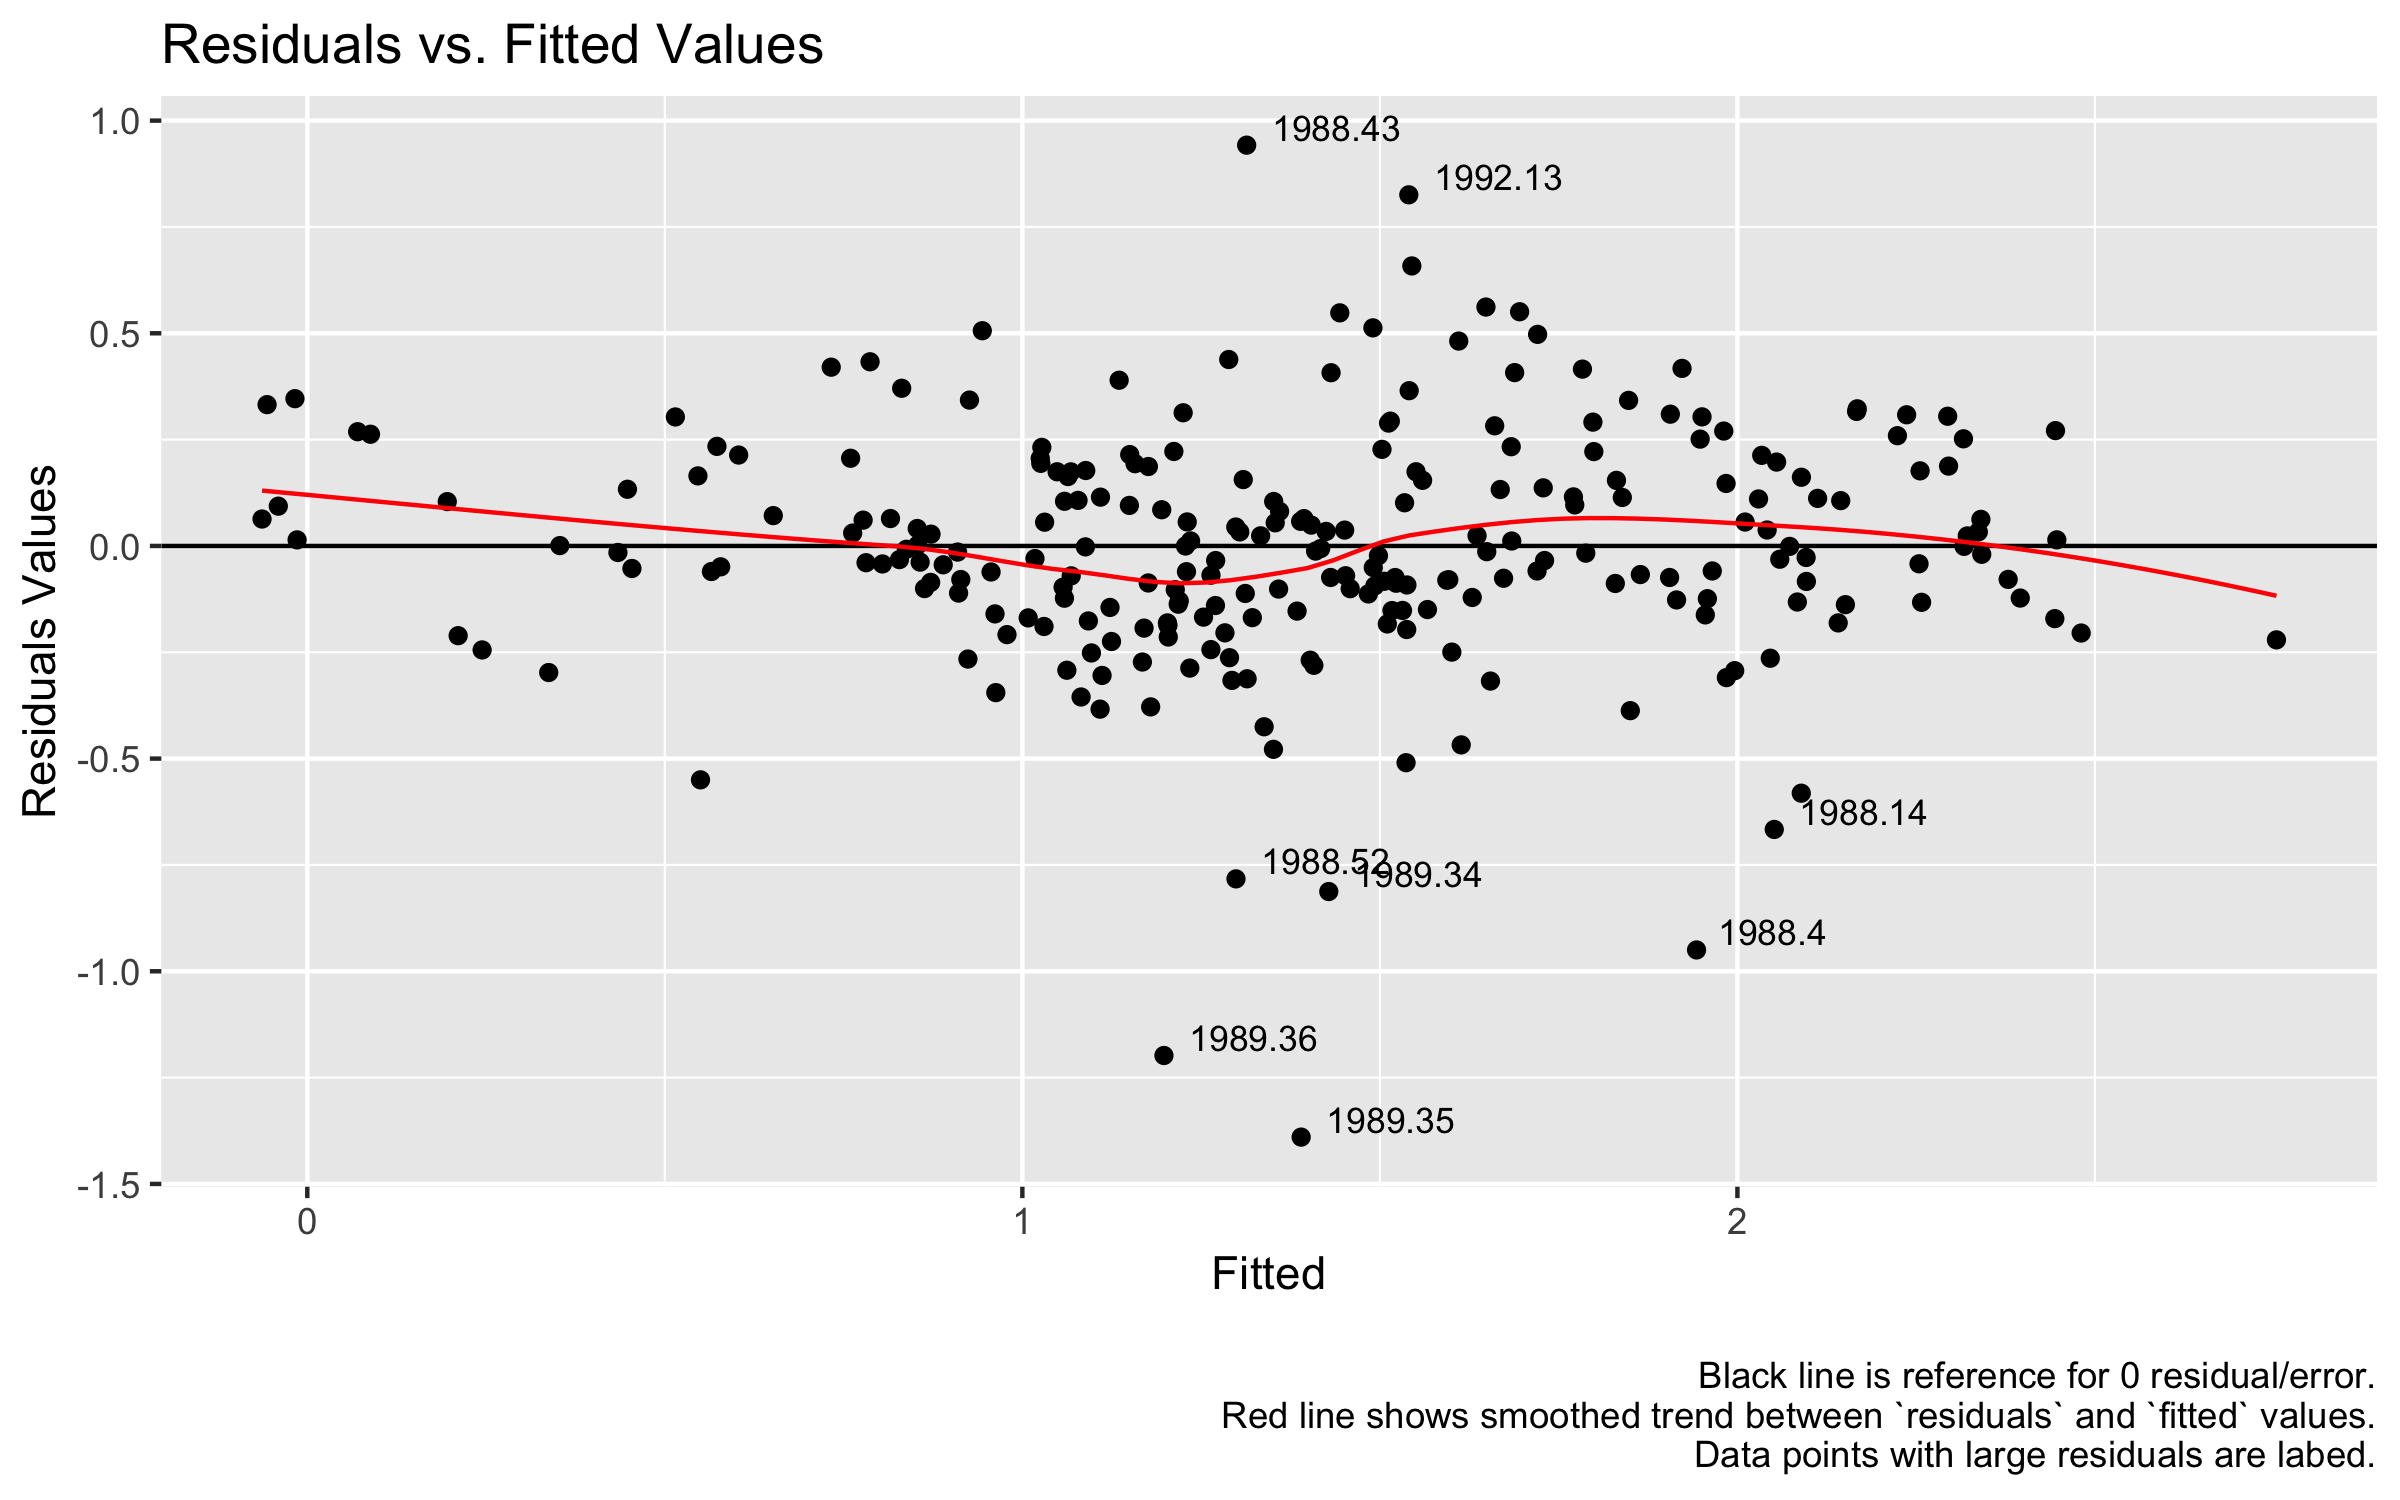 Residuals vs. Fitted Values
1.0
0.5
0.0
-0.5
-1.0
-1.5
Residuals Values
1988.43
1992.13
1988.14
1988.52
1989.34
1988.4
1989.36
1989.35
0
1
2
Fitted
Black line is reference for 0 residual/error.
Red line shows smoothed trend between `residuals` and `fitted` values.
Data points with large residuals are labed.